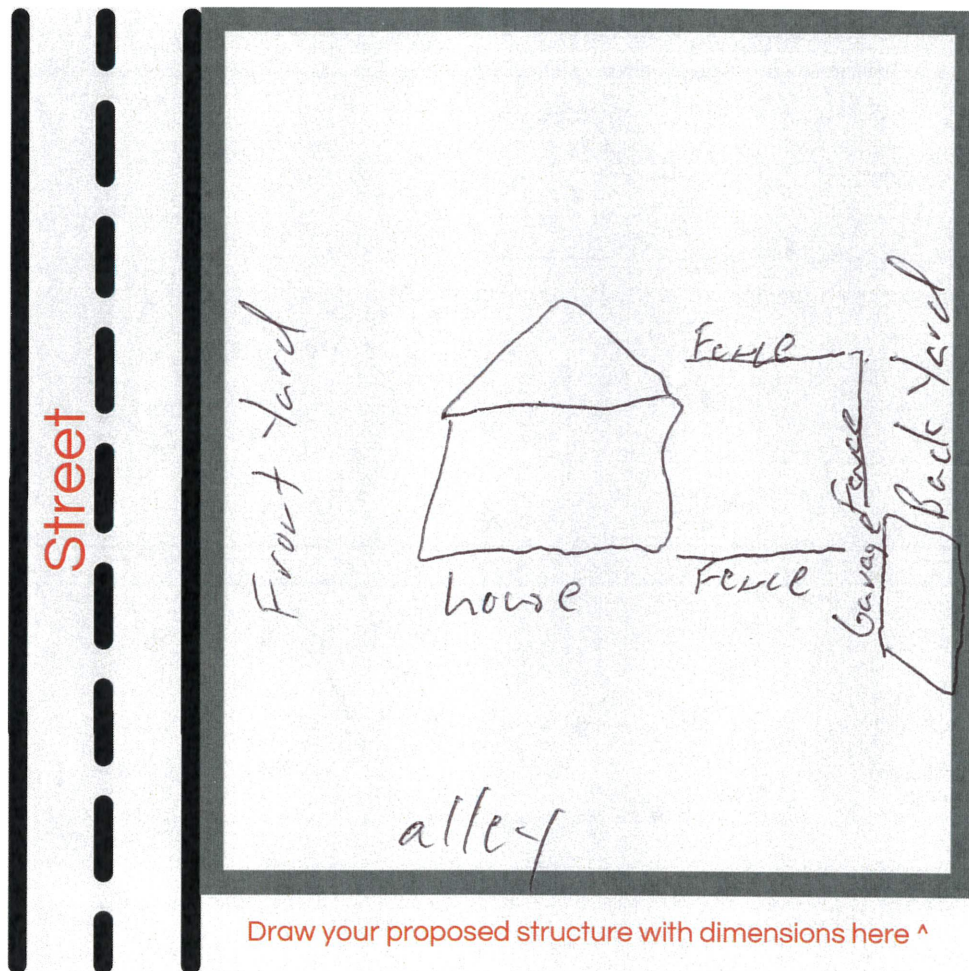 Street
Front Yard
Fence
Fence
Back Yard
Garage
Fence
house
alley
Draw your proposed structure with dimensions here ^